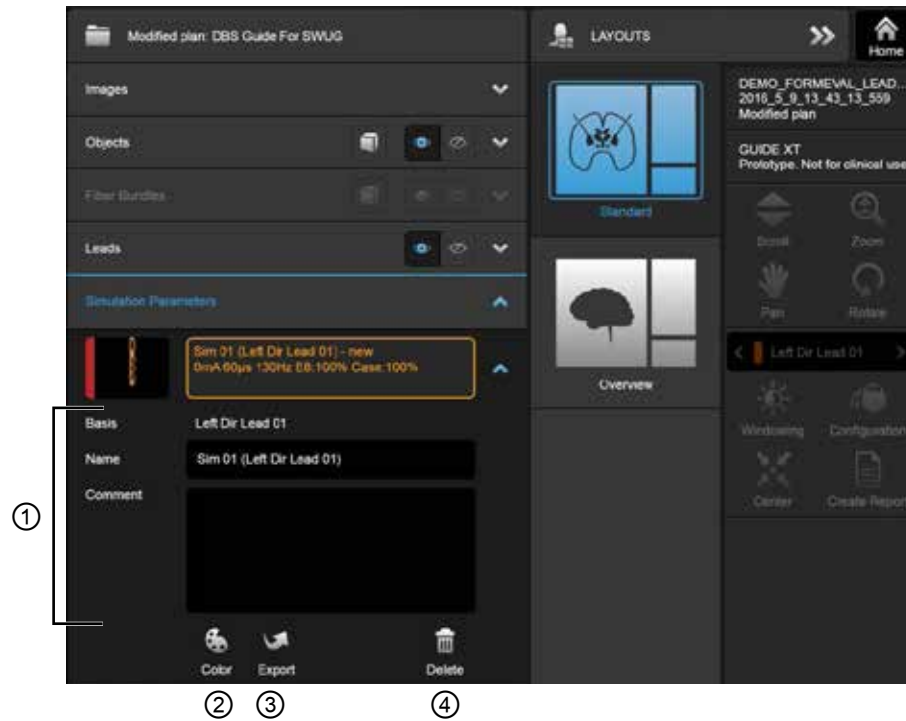 Modified plan: DBS Guide For SWUG
Images
Objects
Fiber Bundles
Leads
Simulation Parameters
Sim 01 (Left Dir Lead 01) - new
0mA 60µs 130Hz E8:100% Case:100%
Basis
Left Dir Lead 01
Name
Sim 01 (Left Dir Lead 01)
Comment
Color
Export
Delete
①
②
③
④
LAYOUTS
Standard
Overview
Home
DEMO_FORMEVAL_LEAD...
2016_5_9_13_43_13_559
Modified plan
GUIDE XT
Prototype. Not for clinical use
Scroll
Zoom
Pan
Rotate
Left Dir Lead 01
Windowing
Configuration
Center
Create Report